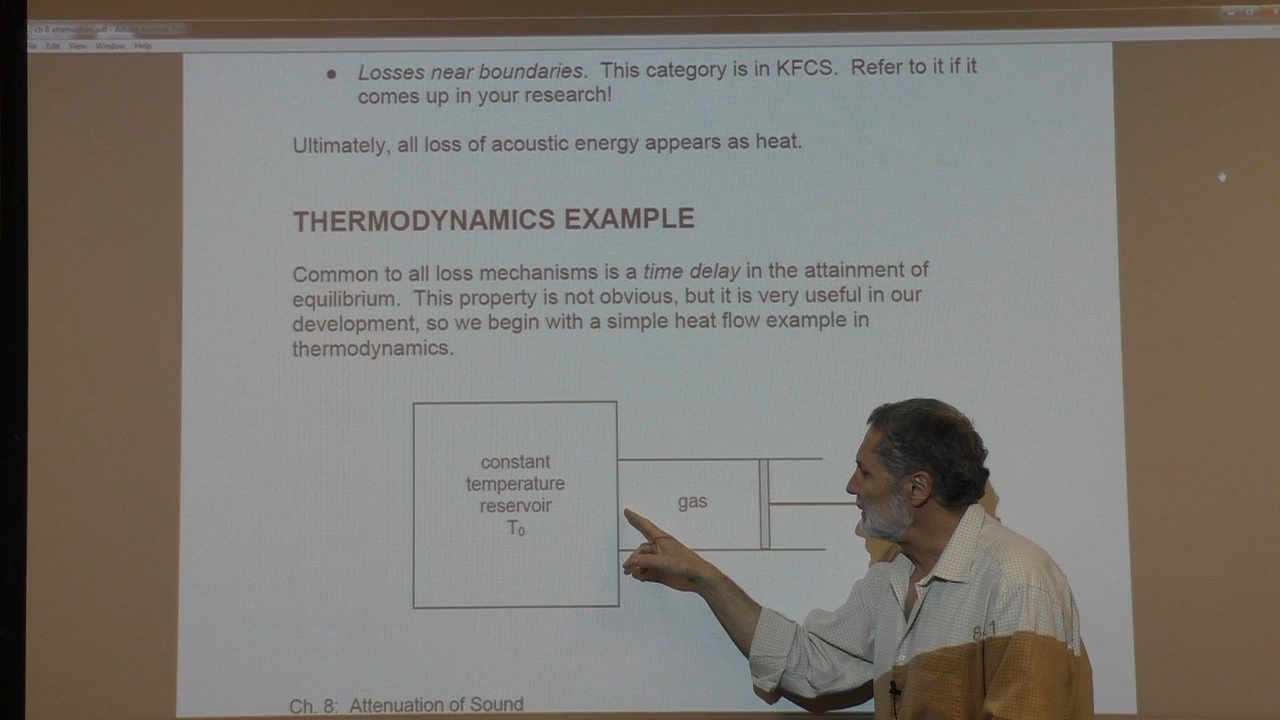 ch 8 attenuation.pdf - Adobe
File Edit View Window Help
• Losses near boundaries. This category is in KFCS. Refer to it if it
comes up in your research!
Ultimately, all loss of acoustic energy appears as heat.
THERMODYNAMICS EXAMPLE
Common to all loss mechanisms is a time delay in the attainment of
equilibrium. This property is not obvious, but it is very useful in our
development, so we begin with a simple heat flow example in
thermodynamics.
constant
temperature
reservoir
T₀
gas
Ch. 8: Attenuation of Sound